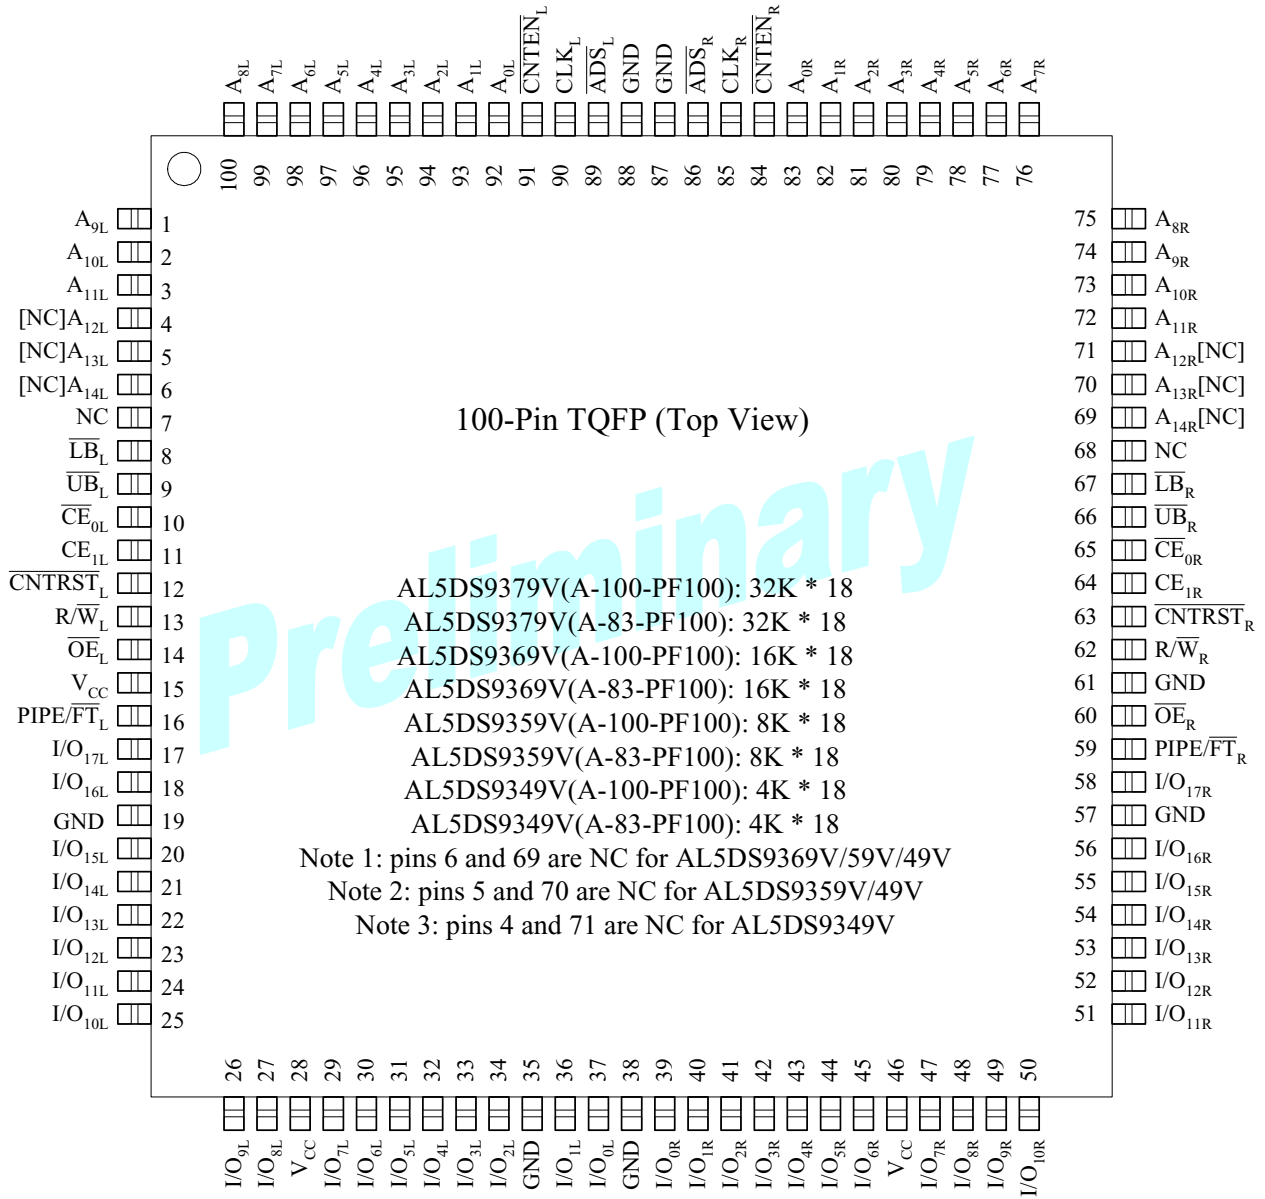 A8L A7L A6L A5L A4L A3L A2L A1L A0L CNTENL CLKL ADSL GND GND ADSR CLKR CNTENR A0R A1R A2R A3R A4R A5R A6R A7R
100 99 98 97 96 95 94 93 92 91 90 89 88 87 86 85 84 83 82 81 80 79 78 77 76
A9L 1 75 A8R
A10L 2 74 A9R
A11L 3 73 A10R
[NC]A12L 4 72 A11R
[NC]A13L 5 71 A12R[NC]
[NC]A14L 6 70 A13R[NC]
NC 7 69 A14R[NC]
100-Pin TQFP (Top View)
LBL 8 68 NC
UBL 9 67 LBR
CE0L 10 66 UBR
CE1L 11 65 CE0R
CNTRSTL 12 64 CE1R
R/WL 13 63 CNTRSTR
OEL 14 62 R/WR
VCC 15 61 GND
PIPE/FTL 16 60 OER
I/O17L 17 59 PIPE/FTR
I/O16L 18 58 I/O17R
GND 19 57 GND
I/O15L 20 56 I/O16R
I/O14L 21 55 I/O15R
I/O13L 22 54 I/O14R
I/O12L 23 53 I/O13R
I/O11L 24 52 I/O12R
I/O10L 25 51 I/O11R
Preliminary
AL5DS9379V(A-100-PF100): 32K * 18
AL5DS9379V(A-83-PF100): 32K * 18
AL5DS9369V(A-100-PF100): 16K * 18
AL5DS9369V(A-83-PF100): 16K * 18
AL5DS9359V(A-100-PF100): 8K * 18
AL5DS9359V(A-83-PF100): 8K * 18
AL5DS9349V(A-100-PF100): 4K * 18
AL5DS9349V(A-83-PF100): 4K * 18
Note 1: pins 6 and 69 are NC for AL5DS9369V/59V/49V
Note 2: pins 5 and 70 are NC for AL5DS9359V/49V
Note 3: pins 4 and 71 are NC for AL5DS9349V
26 27 28 29 30 31 32 33 34 35 36 37 38 39 40 41 42 43 44 45 46 47 48 49 50
I/O9L I/O8L VCC I/O7L I/O6L I/O5L I/O4L I/O3L I/O2L GND I/O1L I/O0L GND I/O0R I/O1R I/O2R I/O3R I/O4R I/O5R I/O6R VCC I/O7R I/O8R I/O9R I/O10R